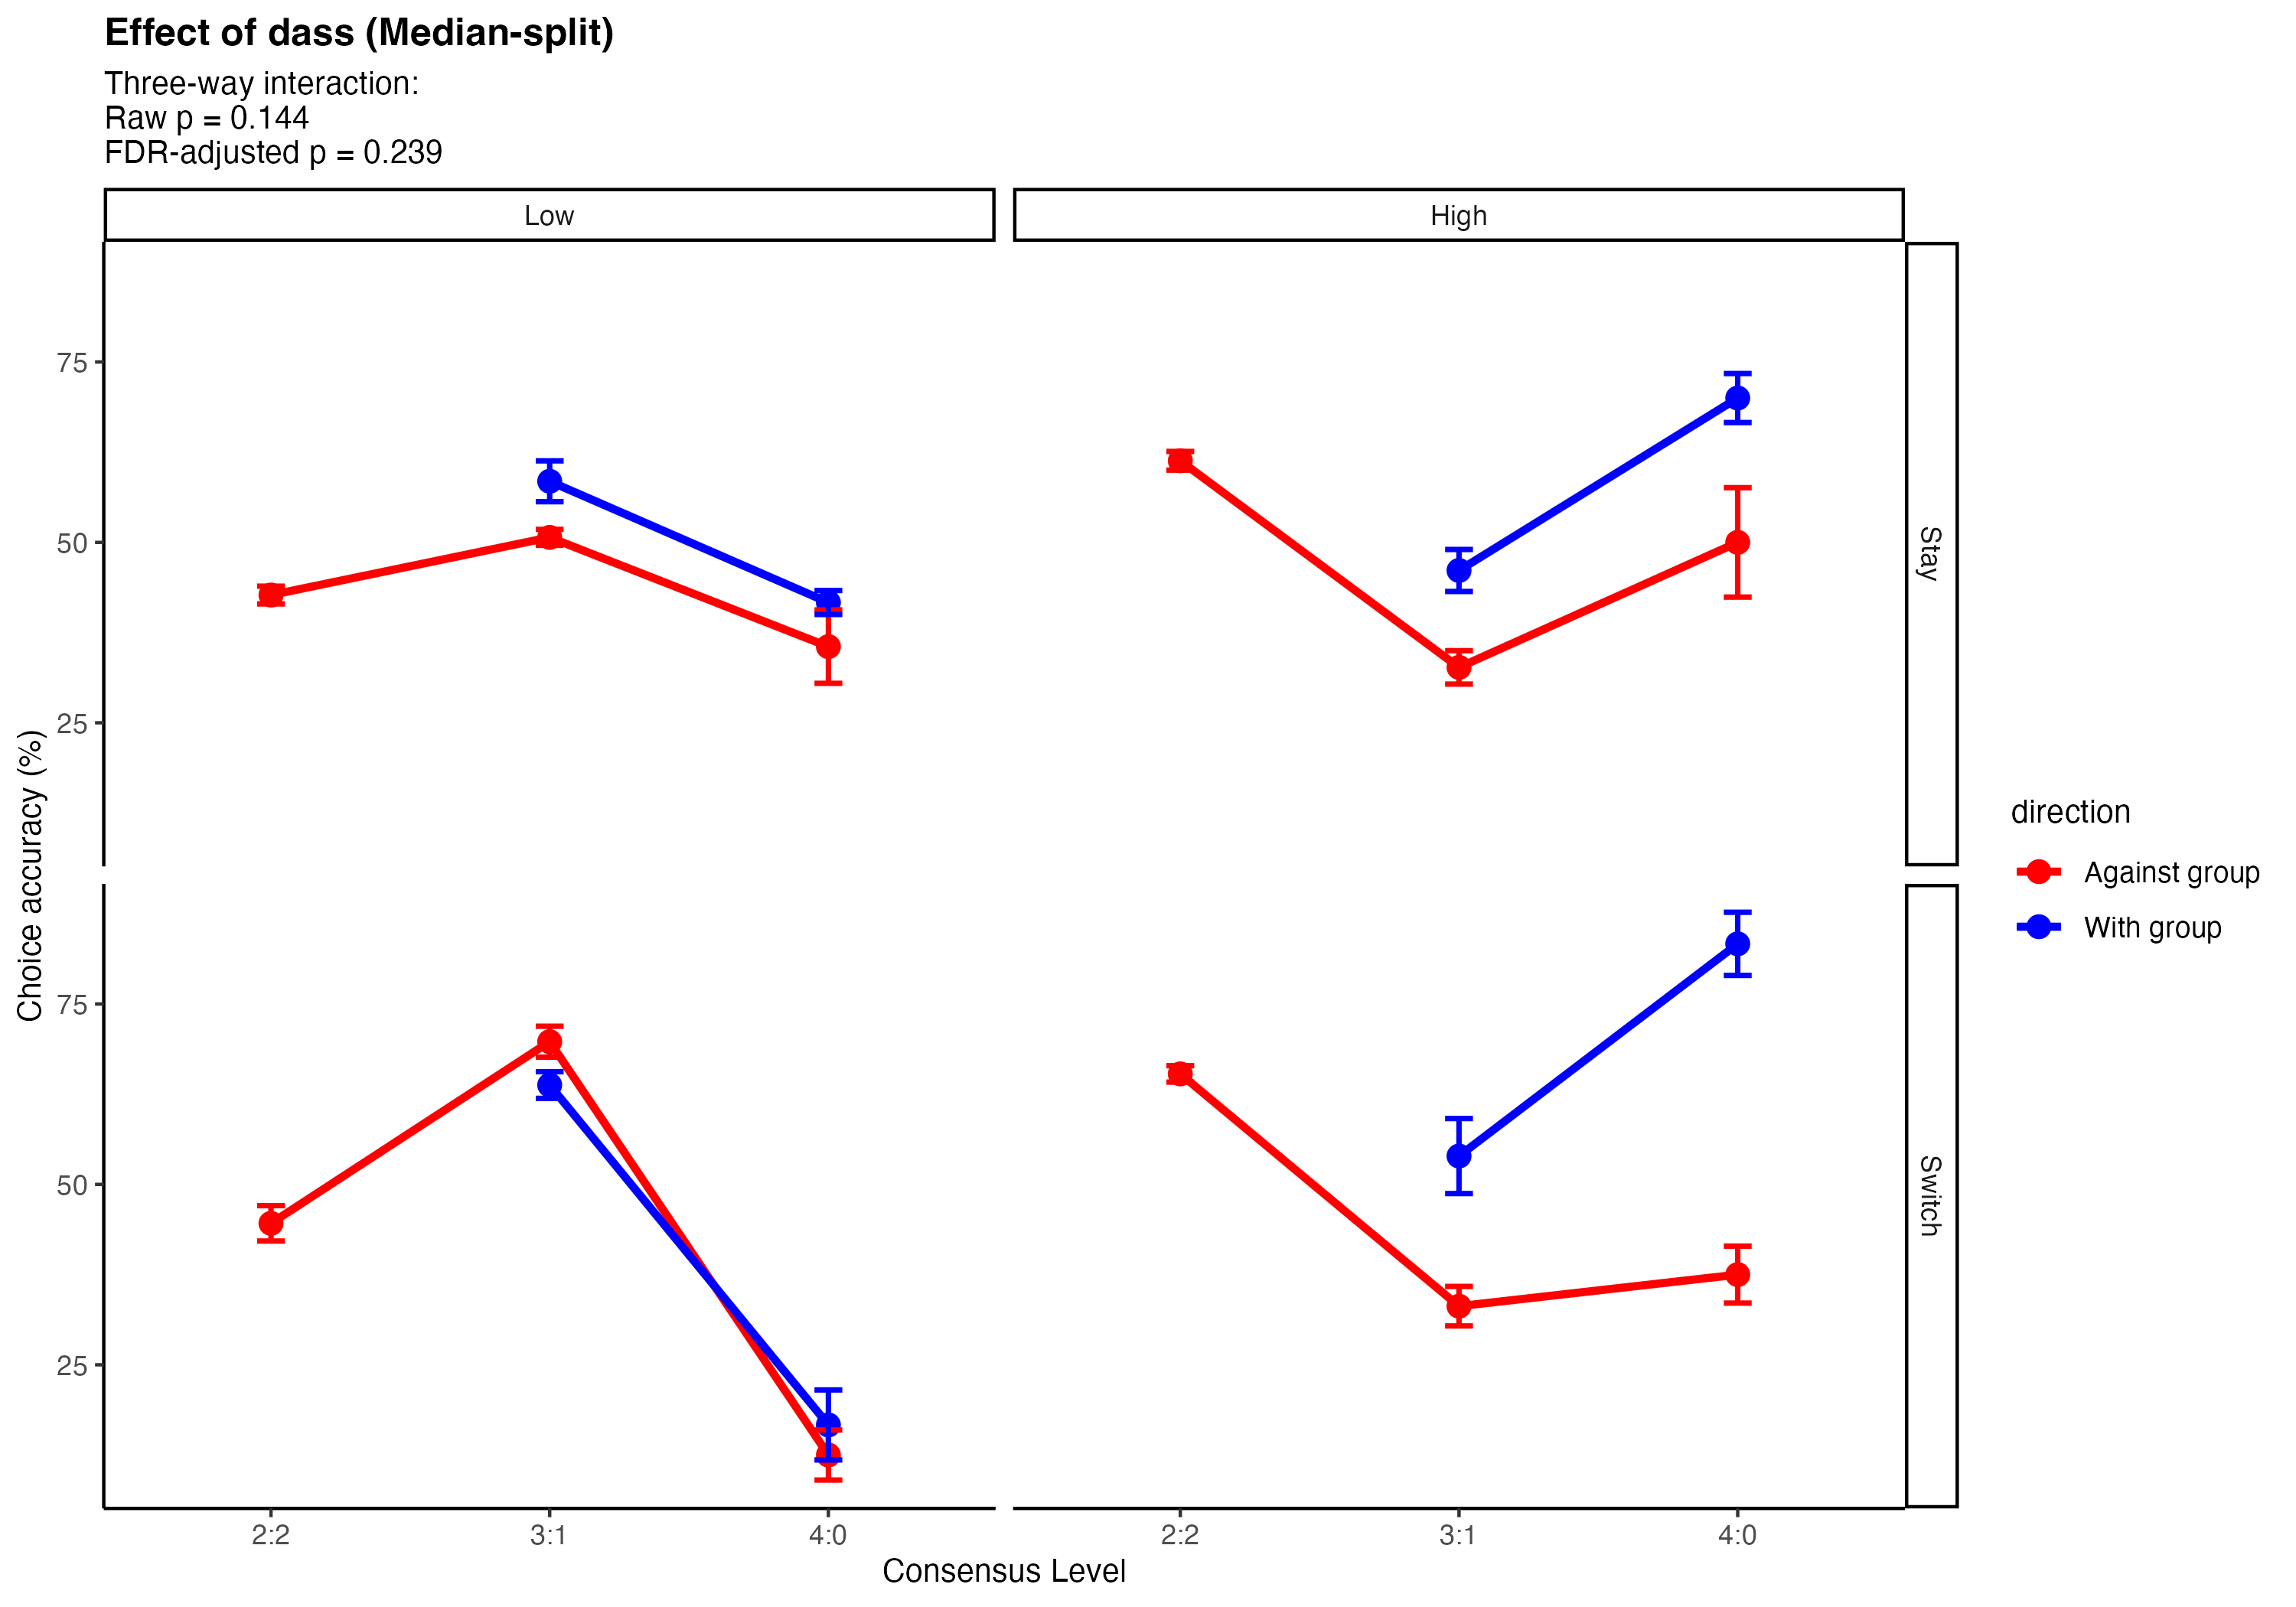 Effect of dass (Median-split)
Three-way interaction:
Raw p = 0.144
FDR-adjusted p = 0.239
Low
High
75
50
25
Stay
75
50
25
Switch
Choice accuracy (%)
2:2
3:1
4:0
2:2
3:1
4:0
Consensus Level
direction
Against group
With group